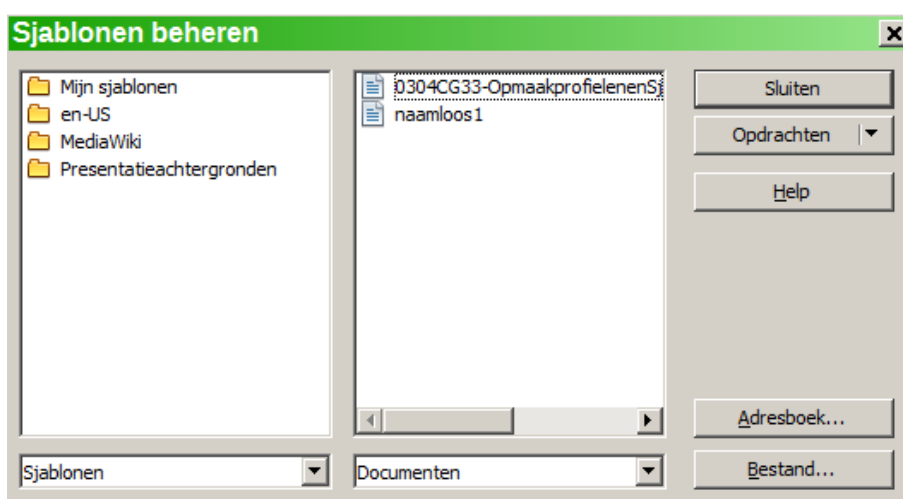 Sjablonen beheren
Mijn sjablonen
en-US
MediaWiki
Presentatieachtergronden
Sjablonen
0304CG33-OpmaakprofielenenSj
naamloos1
Documenten
Sluiten
Opdrachten
Help
Adresboek...
Bestand...